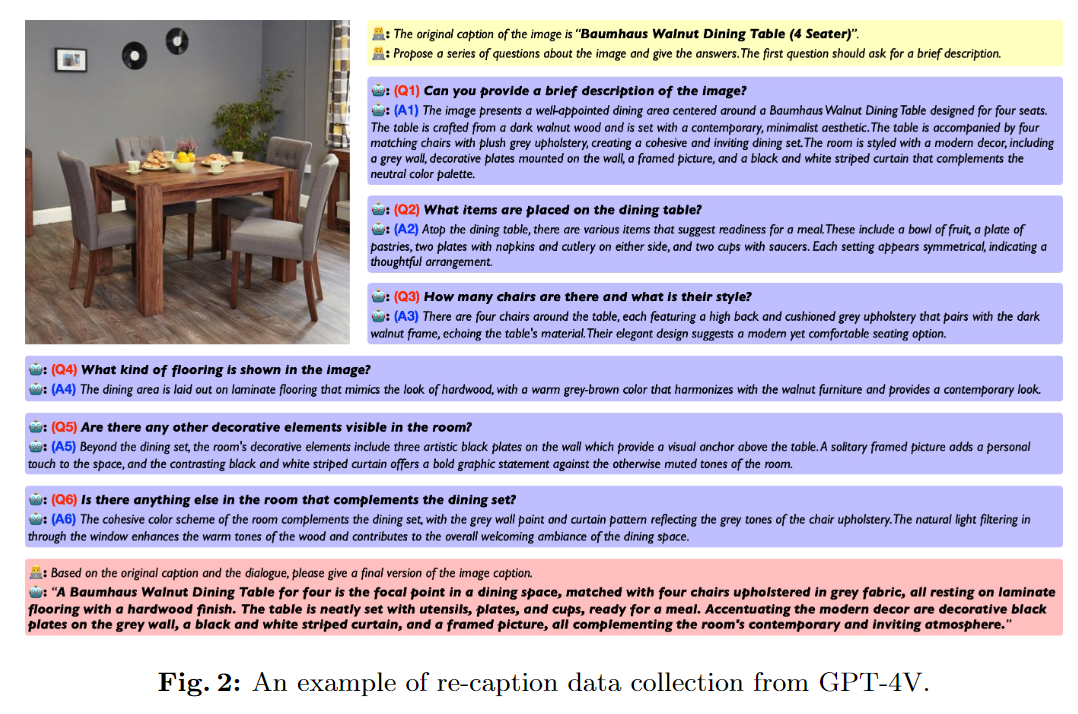 : The original caption of the image is “Baumhaus Walnut Dining Table (4 Seater)”.
: Propose a series of questions about the image and give the answers. The first question should ask for a brief description.
: (Q1) Can you provide a brief description of the image?
: (A1) The image presents a well-appointed dining area centered around a Baumhaus Walnut Dining Table designed for four seats.
The table is crafted from a dark walnut wood and is set with a contemporary, minimalist aesthetic. The table is accompanied by four
matching chairs with plush grey upholstery, creating a cohesive and inviting dining set. The room is styled with a modern decor, including
a grey wall, decorative plates mounted on the wall, a framed picture, and a black and white striped curtain that complements the
neutral color palette.
: (Q2) What items are placed on the dining table?
: (A2) Atop the dining table, there are various items that suggest readiness for a meal. These include a bowl of fruit, a plate of
pastries, two plates with napkins and cutlery on either side, and two cups with saucers. Each setting appears symmetrical, indicating a
thoughtful arrangement.
: (Q3) How many chairs are there and what is their style?
: (A3) There are four chairs around the table, each featuring a high back and cushioned grey upholstery that pairs with the dark
walnut frame, echoing the table's material. Their elegant design suggests a modern yet comfortable seating option.
: (Q4) What kind of flooring is shown in the image?
: (A4) The dining area is laid out on laminate flooring that mimics the look of hardwood, with a warm grey-brown color that harmonizes with the walnut furniture and provides a contemporary look.
: (Q5) Are there any other decorative elements visible in the room?
: (A5) Beyond the dining set, the room's decorative elements include three artistic black plates on the wall which provide a visual anchor above the table. A solitary framed picture adds a personal
touch to the space, and the contrasting black and white striped curtain offers a bold graphic statement against the otherwise muted tones of the room.
: (Q6) Is there anything else in the room that complements the dining set?
: (A6) The cohesive color scheme of the room complements the dining set, with the grey wall paint and curtain pattern reflecting the grey tones of the chair upholstery. The natural light filtering in
through the window enhances the warm tones of the wood and contributes to the overall welcoming ambiance of the dining space.
: Based on the original caption and the dialogue, please give a final version of the image caption.
: “A Baumhaus Walnut Dining Table for four is the focal point in a dining space, matched with four chairs upholstered in grey fabric, all resting on laminate
flooring with a hardwood finish. The table is neatly set with utensils, plates, and cups, ready for a meal. Accentuating the modern decor are decorative black
plates on the grey wall, a black and white striped curtain, and a framed picture, all complementing the room's contemporary and inviting atmosphere.”
Fig. 2: An example of re-caption data collection from GPT-4V.